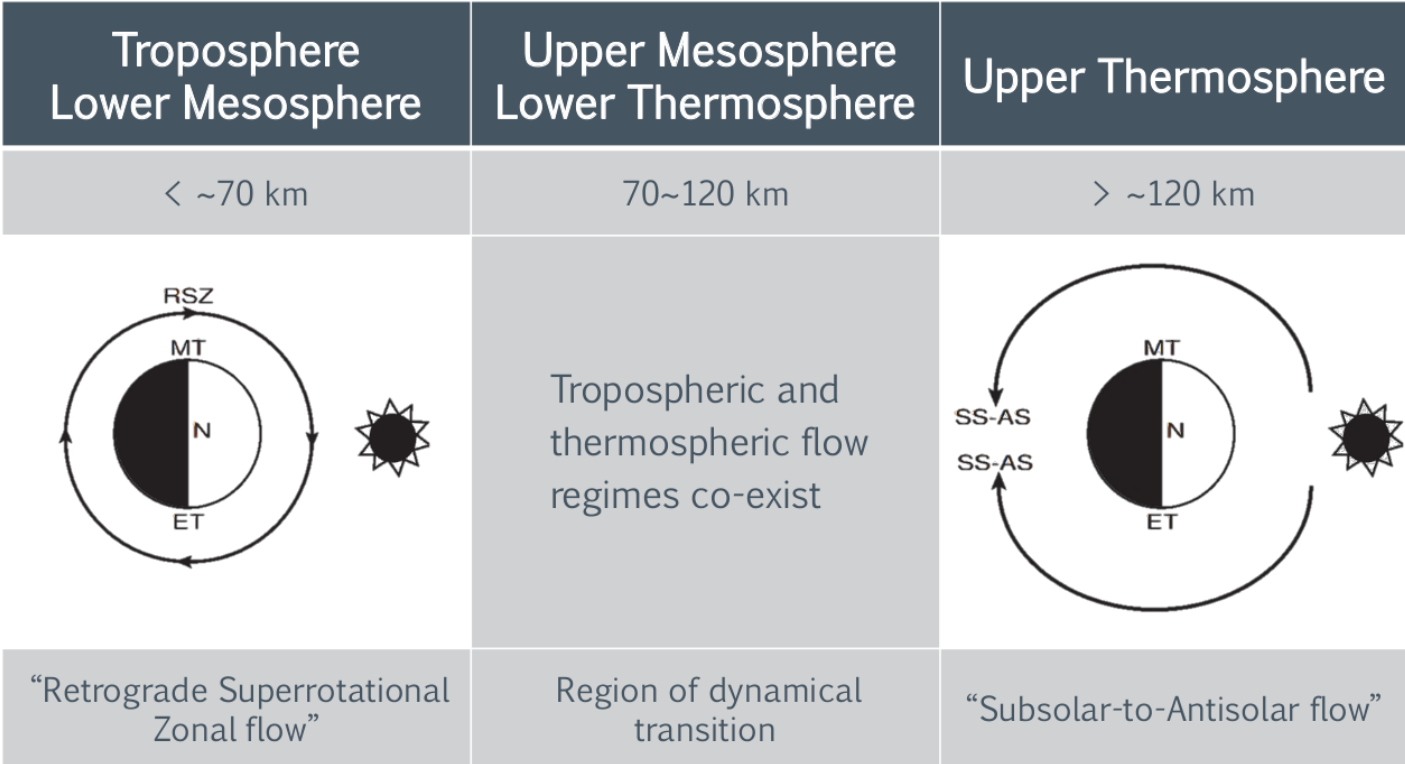 Troposphere
Lower Mesosphere
Upper Mesosphere
Lower Thermosphere
Upper Thermosphere
< ~70 km
70~120 km
> ~120 km
RSZ
MT
N
ET
Tropospheric and
thermospheric flow
regimes co-exist
MT
SS-AS
N
SS-AS
ET
“Retrograde Superrotational
Zonal flow”
Region of dynamical
transition
“Subsolar-to-Antisolar flow”